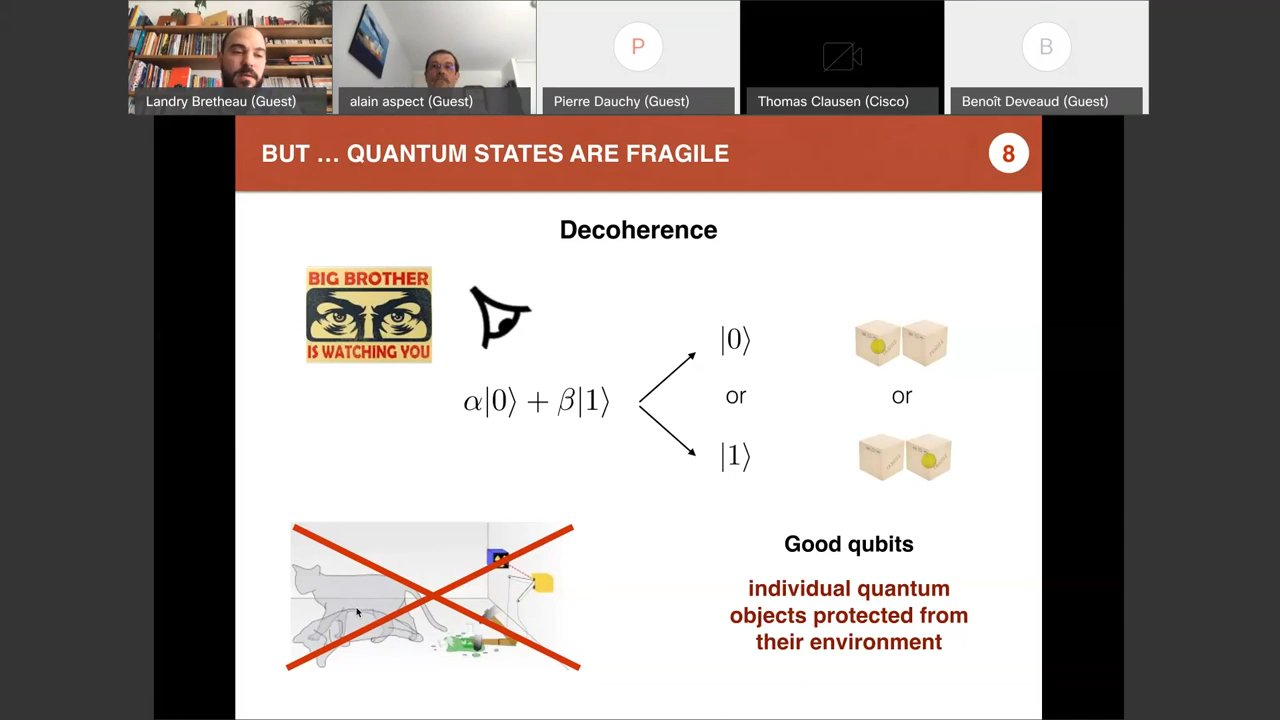 Landry Bretheau (Guest)
alain aspect (Guest)
P
Pierre Dauchy (Guest)
Thomas Clausen (Cisco)
B
Benoît Deveaud (Guest)
BUT ... QUANTUM STATES ARE FRAGILE
8
Decoherence
BIG BROTHER
IS WATCHING YOU
α|0⟩ + β|1⟩
|0⟩
or
|1⟩
or
Good qubits
individual quantum
objects protected from
their environment